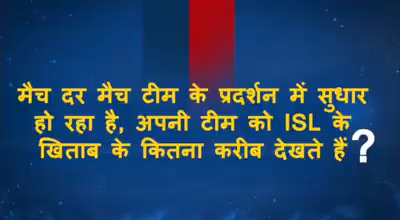 मैच दर मैच टीम के प्रदर्शन में सुधार
हो रहा है, अपनी टीम को ISL के
खिताब के कितना करीब देखते हैं ?